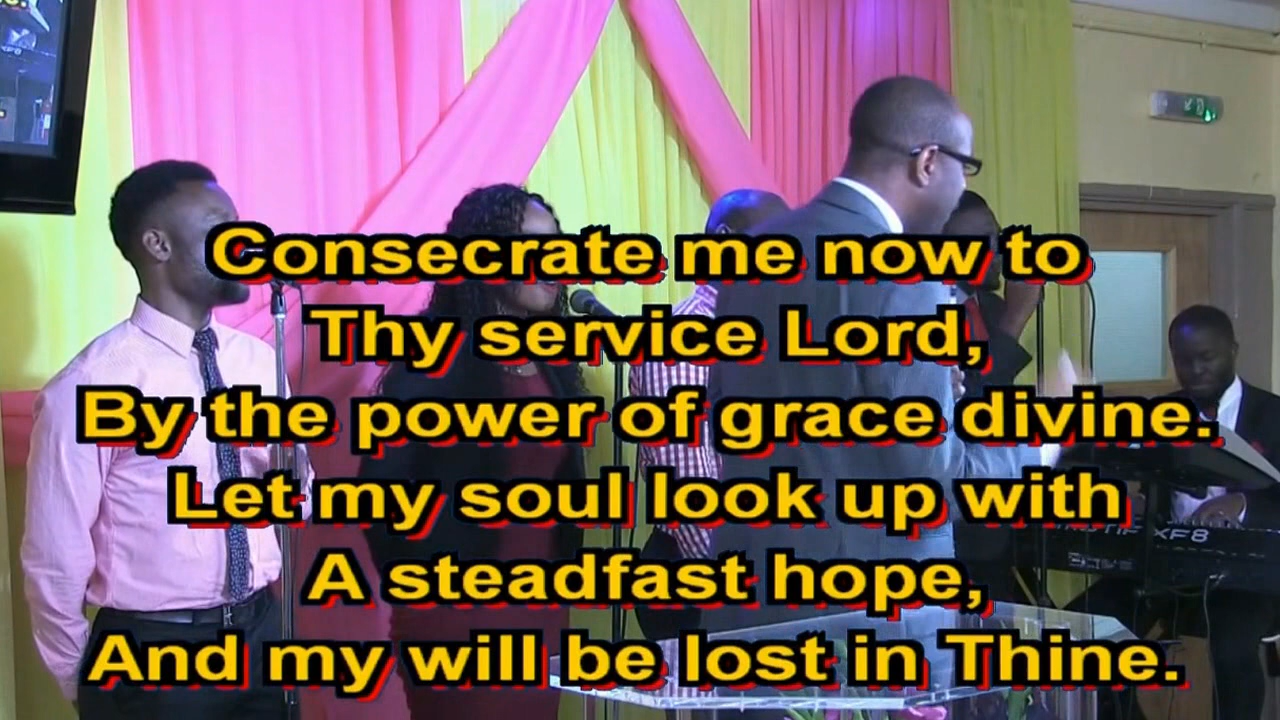 Consecrate me now to
Thy service Lord,
By the power of grace divine.
Let my soul look up with
A steadfast hope,
And my will be lost in Thine.
XF8